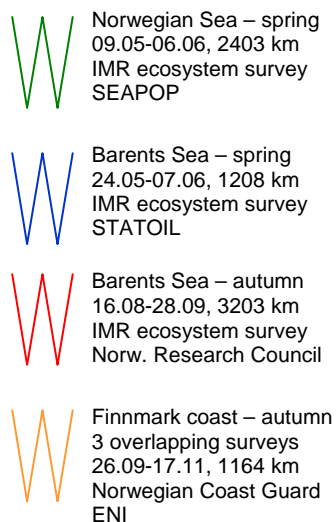 Norwegian Sea – spring
09.05-06.06, 2403 km
IMR ecosystem survey
SEAPOP
Barents Sea – spring
24.05-07.06, 1208 km
IMR ecosystem survey
STATOIL
Barents Sea – autumn
16.08-28.09, 3203 km
IMR ecosystem survey
Norw. Research Council
Finnmark coast – autumn
3 overlapping surveys
26.09-17.11, 1164 km
Norwegian Coast Guard
ENI